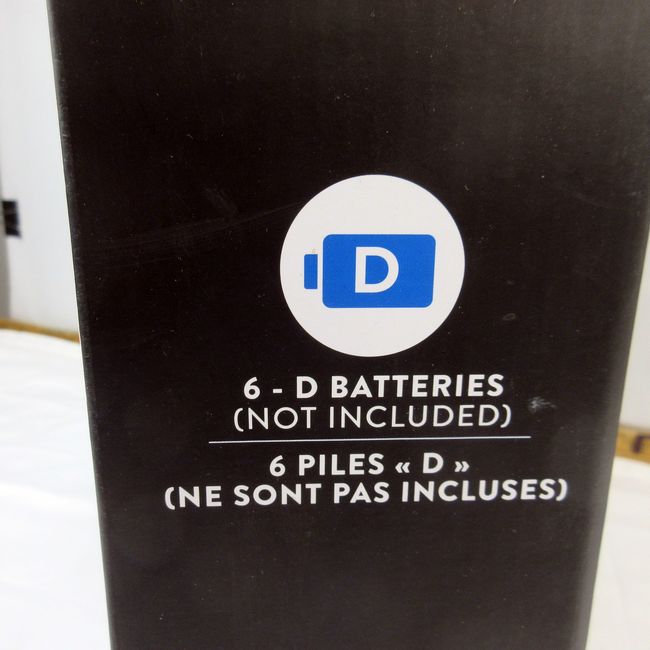 D
6 - D BATTERIES
(NOT INCLUDED)
6 PILES « D »
(NE SONT PAS INCLUSES)